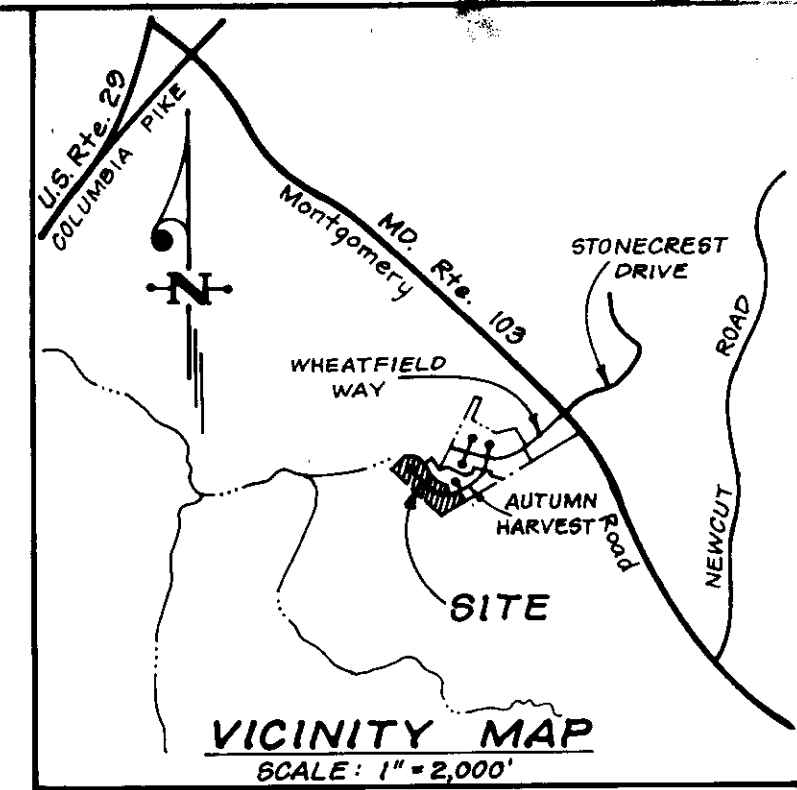 U.S. Rte. 29
COLUMBIA PIKE
N
MD. Rte. 103
Montgomery
Road
STONECREST
DRIVE
WHEATFIELD
WAY
NEWCUT ROAD
AUTUMN
HARVEST
SITE
VICINITY MAP
SCALE: 1" = 2,000'